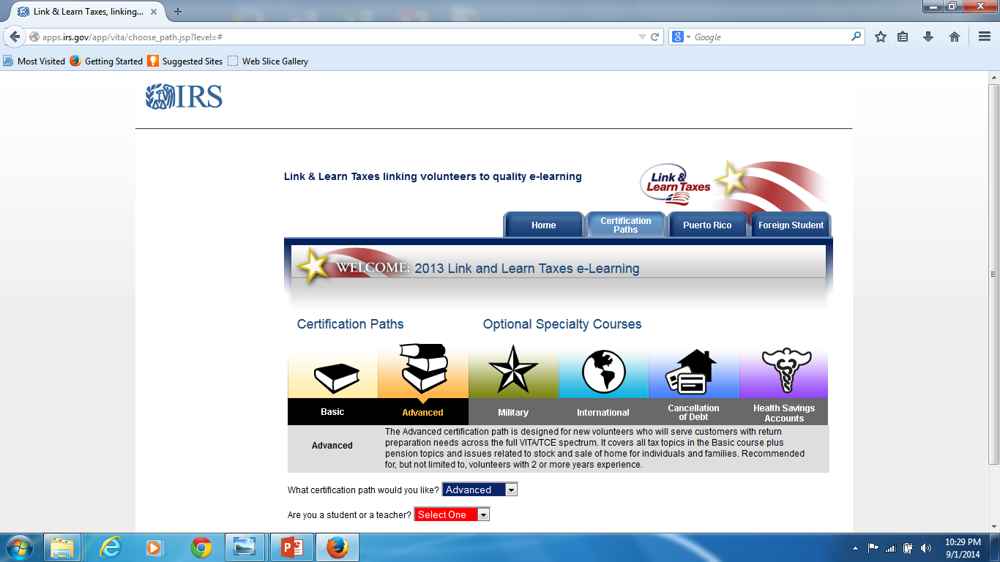 Link & Learn Taxes, linking...
apps.irs.gov/app/vita/choose_path.jsp?level=#
Google
Most Visited
Getting Started
Suggested Sites
Web Slice Gallery
IRS
Link & Learn Taxes linking volunteers to quality e-learning
Link &
Learn Taxes
Home
Certification
Paths
Puerto Rico
Foreign Student
WELCOME: 2013 Link and Learn Taxes e-Learning
Certification Paths
Optional Specialty Courses
Basic
Advanced
Military
International
Cancellation
of Debt
Health Savings
Accounts
Advanced
The Advanced certification path is designed for new volunteers who will serve customers with return
preparation needs across the full VITA/TCE spectrum. It covers all tax topics in the Basic course plus
pension topics and issues related to stock and sale of home for individuals and families. Recommended
for, but not limited to, volunteers with 2 or more years experience.
What certification path would you like? Advanced
Are you a student or a teacher? Select One
10:29 PM
9/1/2014